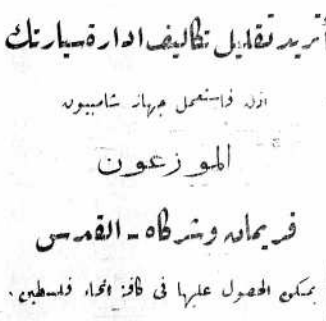 أتريد تقليل تكاليف ادارة سيارتك
اذن فاستعمل جهاز شامبيون
الموزعون
فريمان وشركاه - القدس
يمكن الحصول عليها في كافة انحاء فلسطين.